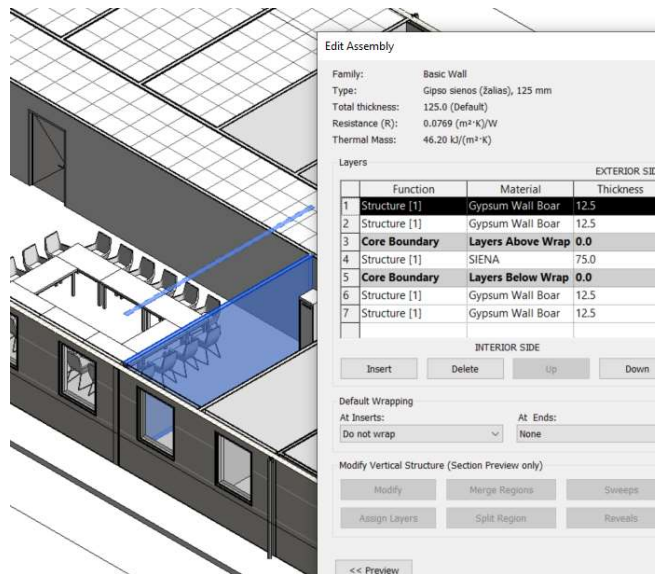 Edit Assembly
Family: Basic Wall
Type: Gipso sienos (žalias), 125 mm
Total thickness: 125.0 (Default)
Resistance (R): 0.0769 (m²·K)/W
Thermal Mass: 46.20 kJ/(m²·K)
Layers
EXTERIOR SID
Function Material Thickness
1 Structure [1] Gypsum Wall Boar 12.5
2 Structure [1] Gypsum Wall Boar 12.5
3 Core Boundary Layers Above Wrap 0.0
4 Structure [1] SIENA 75.0
5 Core Boundary Layers Below Wrap 0.0
6 Structure [1] Gypsum Wall Boar 12.5
7 Structure [1] Gypsum Wall Boar 12.5
INTERIOR SIDE
Insert Delete Up Down
Default Wrapping
At Inserts: At Ends:
Do not wrap None
Modify Vertical Structure (Section Preview only)
Modify Merge Regions Sweeps
Assign Layers Split Region Reveals
<< Preview